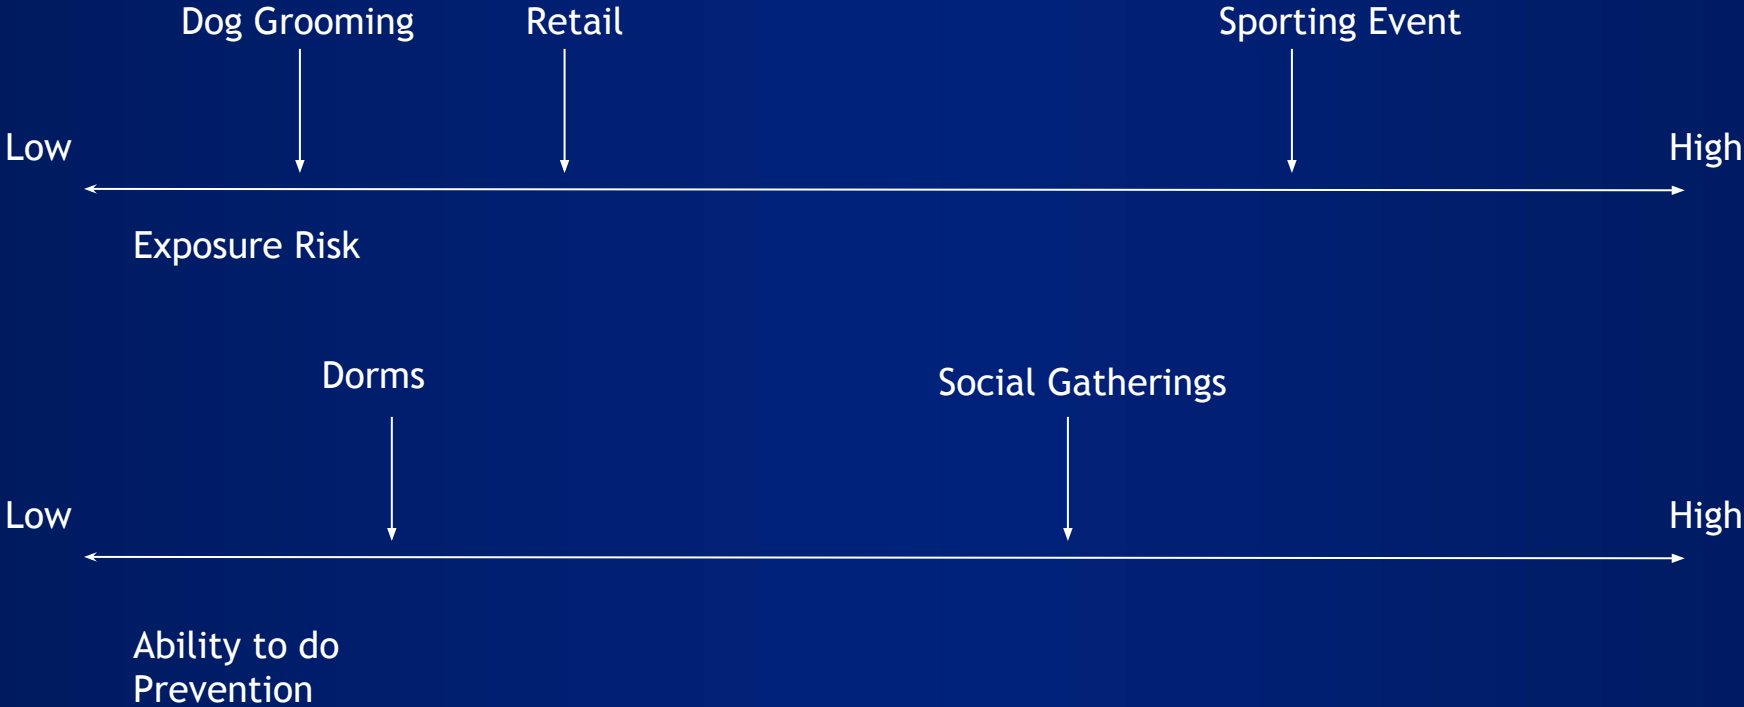 Dog Grooming
Retail
Sporting Event
Low
High
Exposure Risk
Dorms
Social Gatherings
Low
High
Ability to do
Prevention